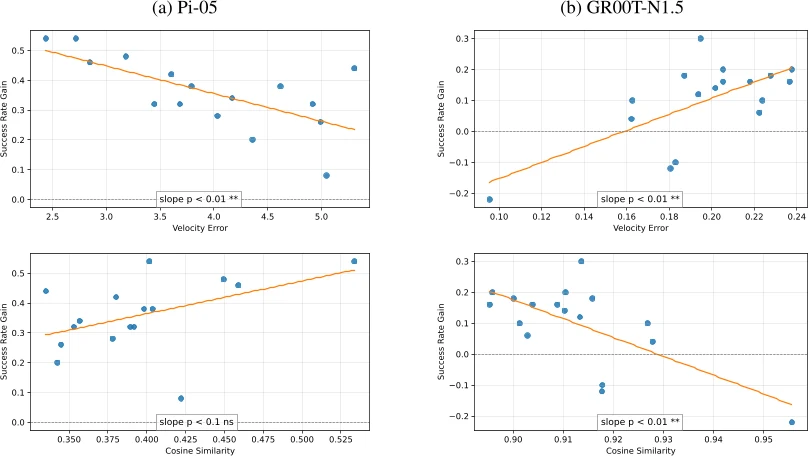 (a) Pi-05
(b) GR00T-N1.5
Success Rate Gain
0.5
0.4
0.3
0.2
0.1
0.0
slope p < 0.01 **
2.5 3.0 3.5 4.0 4.5 5.0
Velocity Error
Success Rate Gain
0.3
0.2
0.1
0.0
−0.1
−0.2
slope p < 0.01 **
0.10 0.12 0.14 0.16 0.18 0.20 0.22 0.24
Velocity Error
Success Rate Gain
0.5
0.4
0.3
0.2
0.1
0.0
slope p < 0.1 ns
0.350 0.375 0.400 0.425 0.450 0.475 0.500 0.525
Cosine Similarity
Success Rate Gain
0.3
0.2
0.1
0.0
−0.1
−0.2
slope p < 0.01 **
0.90 0.91 0.92 0.93 0.94 0.95
Cosine Similarity